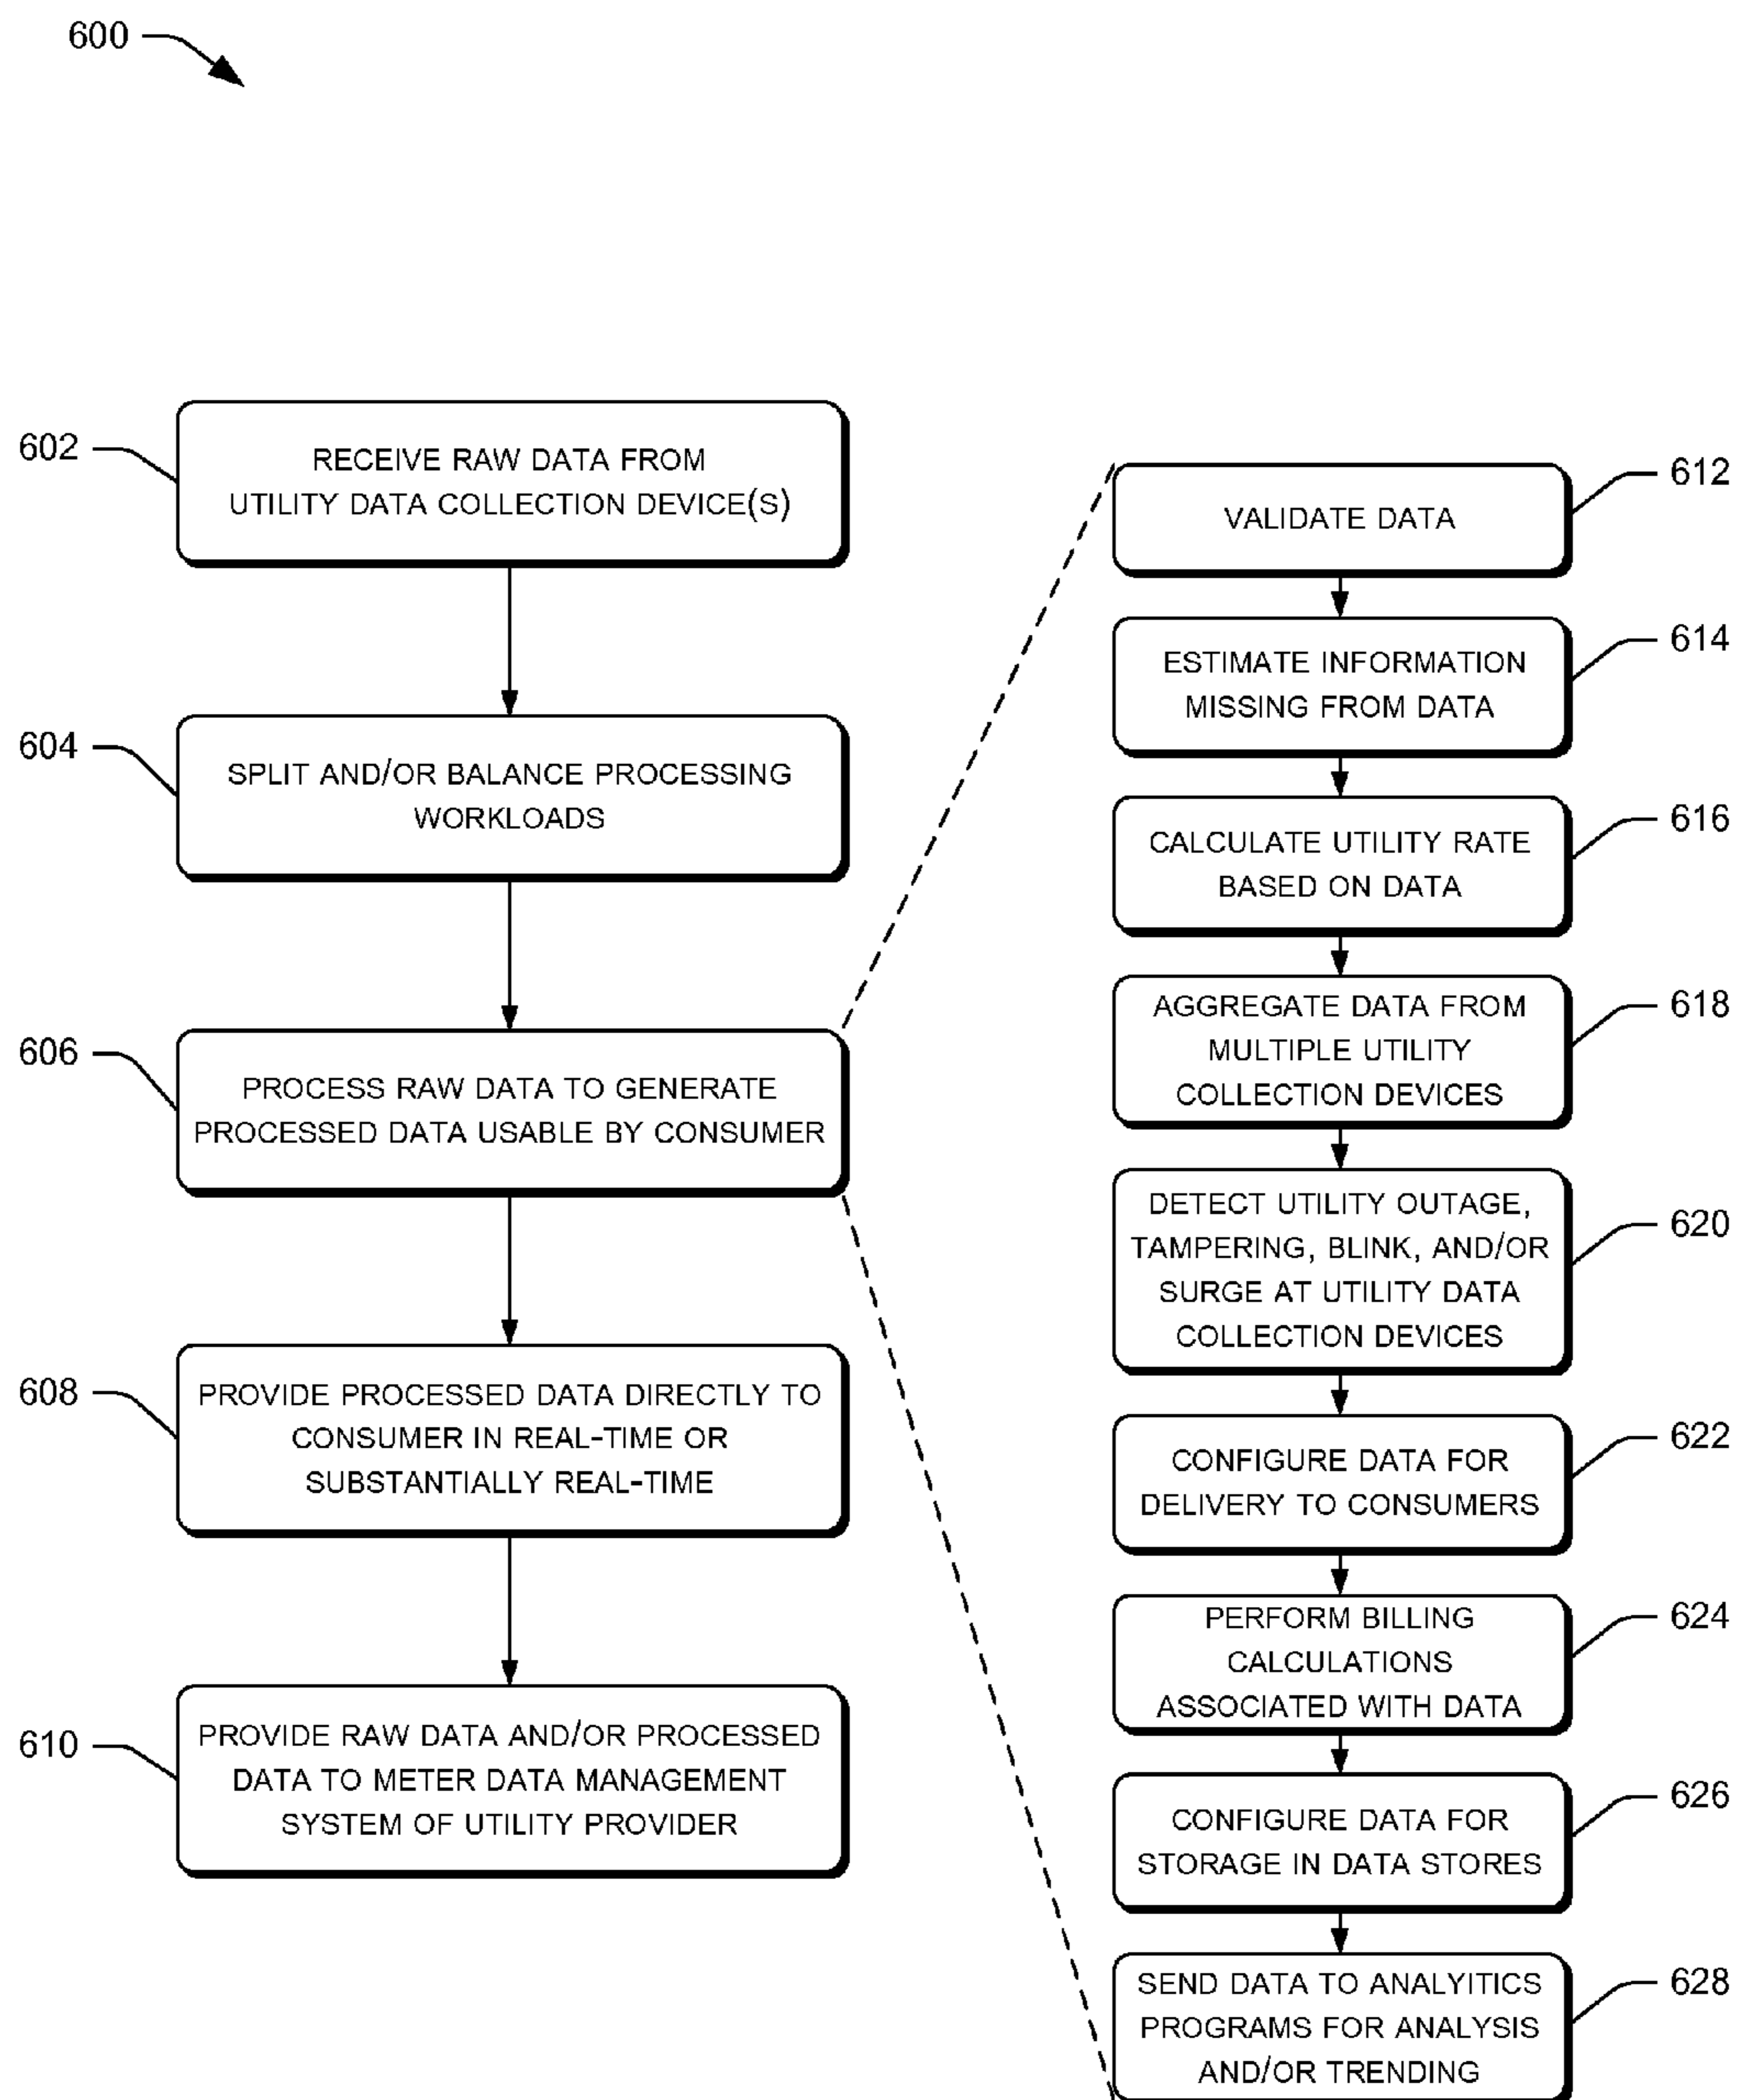 600
602
RECEIVE RAW DATA FROM
UTILITY DATA COLLECTION DEVICE(S)
604
SPLIT AND/OR BALANCE PROCESSING
WORKLOADS
606
PROCESS RAW DATA TO GENERATE
PROCESSED DATA USABLE BY CONSUMER
608
PROVIDE PROCESSED DATA DIRECTLY TO
CONSUMER IN REAL-TIME OR
SUBSTANTIALLY REAL-TIME
610
PROVIDE RAW DATA AND/OR PROCESSED
DATA TO METER DATA MANAGEMENT
SYSTEM OF UTILITY PROVIDER
612
VALIDATE DATA
614
ESTIMATE INFORMATION
MISSING FROM DATA
616
CALCULATE UTILITY RATE
BASED ON DATA
618
AGGREGATE DATA FROM
MULTIPLE UTILITY
COLLECTION DEVICES
620
DETECT UTILITY OUTAGE,
TAMPERING, BLINK, AND/OR
SURGE AT UTILITY DATA
COLLECTION DEVICES
622
CONFIGURE DATA FOR
DELIVERY TO CONSUMERS
624
PERFORM BILLING
CALCULATIONS
ASSOCIATED WITH DATA
626
CONFIGURE DATA FOR
STORAGE IN DATA STORES
628
SEND DATA TO ANALYITICS
PROGRAMS FOR ANALYSIS
AND/OR TRENDING